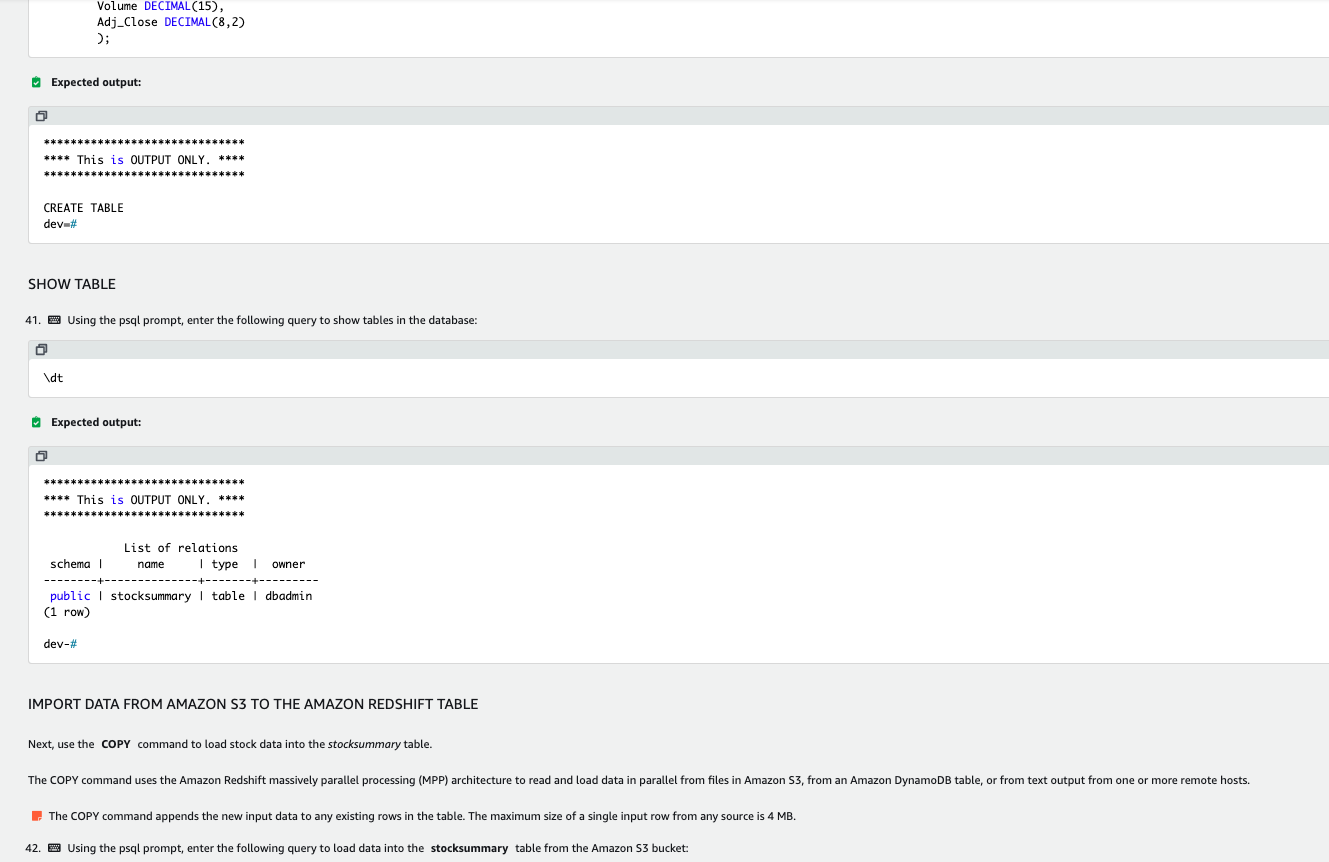 Volume DECIMAL(15),
Adj_Close DECIMAL(8,2)
);
Expected output:
******************************
**** This is OUTPUT ONLY. ****
******************************
CREATE TABLE
dev=#
SHOW TABLE
41. Using the psql prompt, enter the following query to show tables in the database:
\dt
Expected output:
******************************
**** This is OUTPUT ONLY. ****
******************************
List of relations
schema | name | type | owner
--------+--------------+-------+---------
public | stocksummary | table | dbadmin
(1 row)
dev-#
IMPORT DATA FROM AMAZON S3 TO THE AMAZON REDSHIFT TABLE
Next, use the COPY command to load stock data into the stocksummary table.
The COPY command uses the Amazon Redshift massively parallel processing (MPP) architecture to read and load data in parallel from files in Amazon S3, from an Amazon DynamoDB table, or from text output from one or more remote hosts.
The COPY command appends the new input data to any existing rows in the table. The maximum size of a single input row from any source is 4 MB.
42. Using the psql prompt, enter the following query to load data into the stocksummary table from the Amazon S3 bucket: